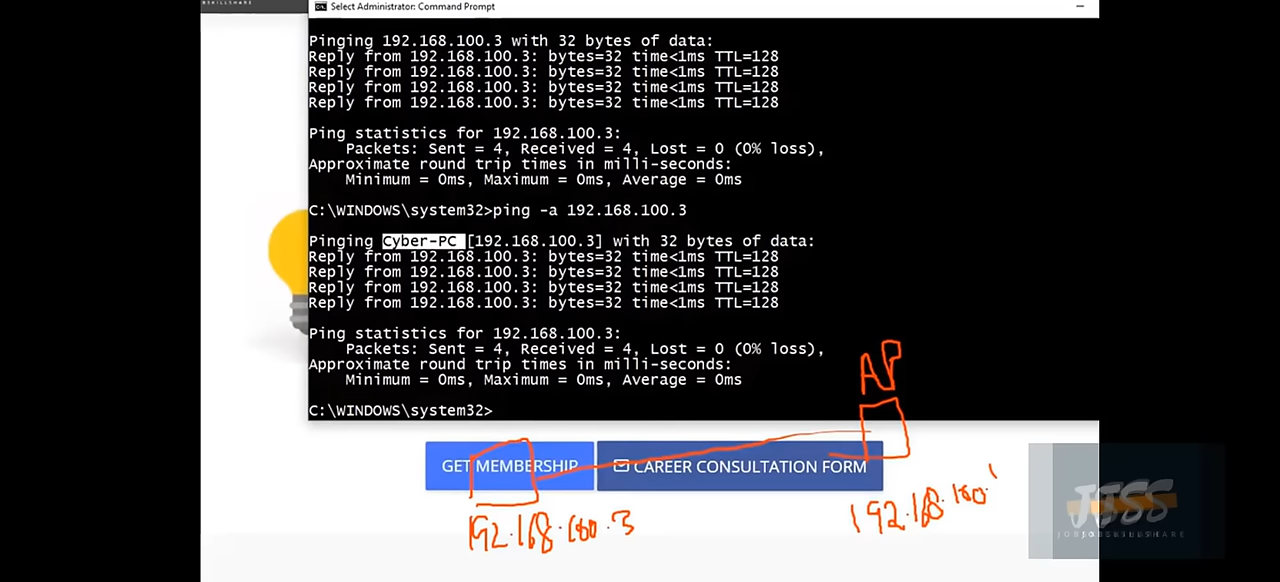 Select Administrator: Command Prompt
Pinging 192.168.100.3 with 32 bytes of data:
Reply from 192.168.100.3: bytes=32 time<1ms TTL=128
Reply from 192.168.100.3: bytes=32 time<1ms TTL=128
Reply from 192.168.100.3: bytes=32 time<1ms TTL=128
Reply from 192.168.100.3: bytes=32 time<1ms TTL=128
Ping statistics for 192.168.100.3:
Packets: Sent = 4, Received = 4, Lost = 0 (0% loss),
Approximate round trip times in milli-seconds:
Minimum = 0ms, Maximum = 0ms, Average = 0ms
C:\WINDOWS\system32>ping -a 192.168.100.3
Pinging Cyber-PC [192.168.100.3] with 32 bytes of data:
Reply from 192.168.100.3: bytes=32 time<1ms TTL=128
Reply from 192.168.100.3: bytes=32 time<1ms TTL=128
Reply from 192.168.100.3: bytes=32 time<1ms TTL=128
Reply from 192.168.100.3: bytes=32 time<1ms TTL=128
Ping statistics for 192.168.100.3:
Packets: Sent = 4, Received = 4, Lost = 0 (0% loss),
Approximate round trip times in milli-seconds:
Minimum = 0ms, Maximum = 0ms, Average = 0ms
AP
C:\WINDOWS\system32>
GET MEMBERSHIP
CAREER CONSULTATION FORM
192.168.100.3
192.168.100.1